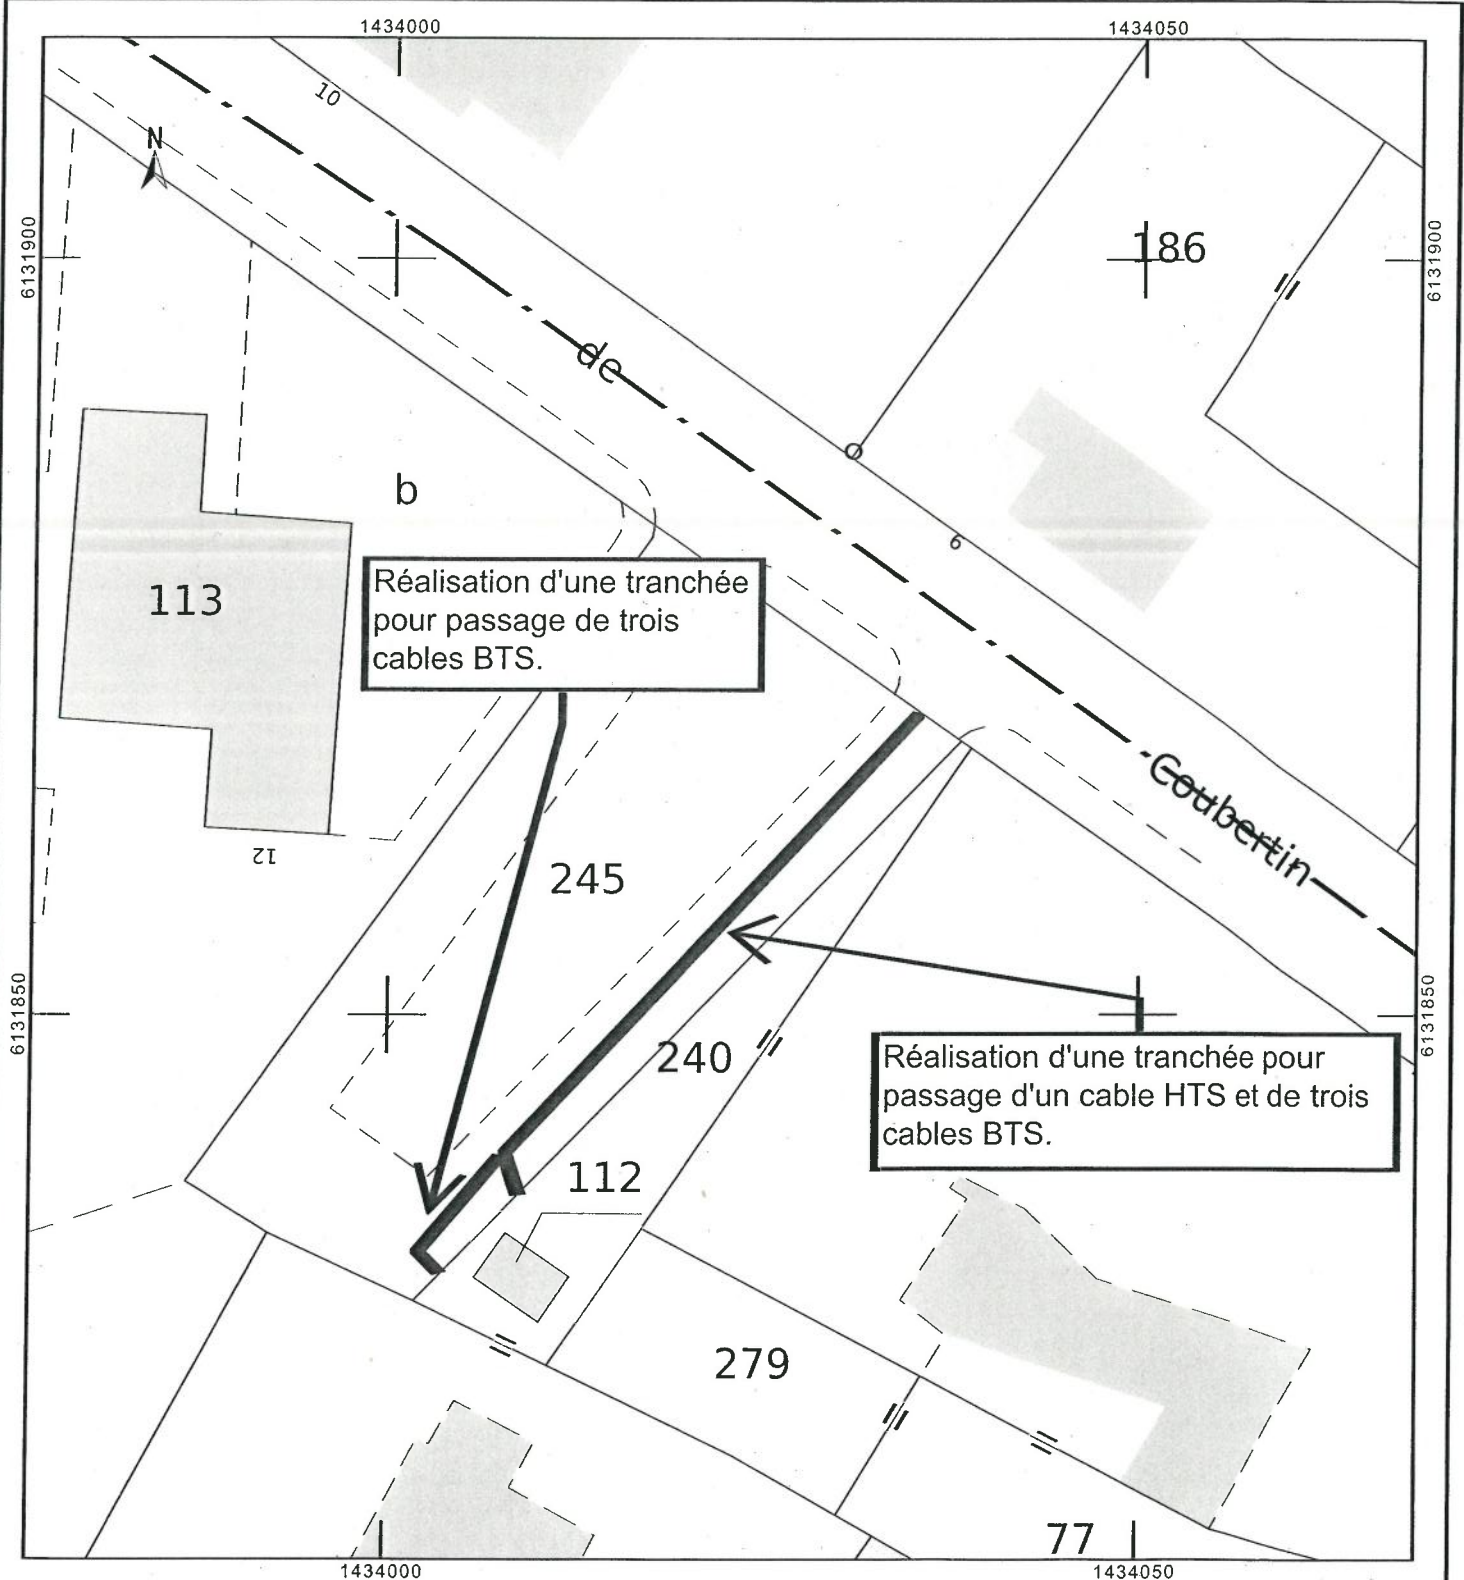 1434000
1434050
10
N
6131900
186
6131900
de
b
6
113
Réalisation d'une tranchée
pour passage de trois
cables BTS.
Coubertin
12
245
6131850
240
6131850
Réalisation d'une tranchée pour
passage d'un cable HTS et de trois
cables BTS.
112
279
77
1434000
1434050